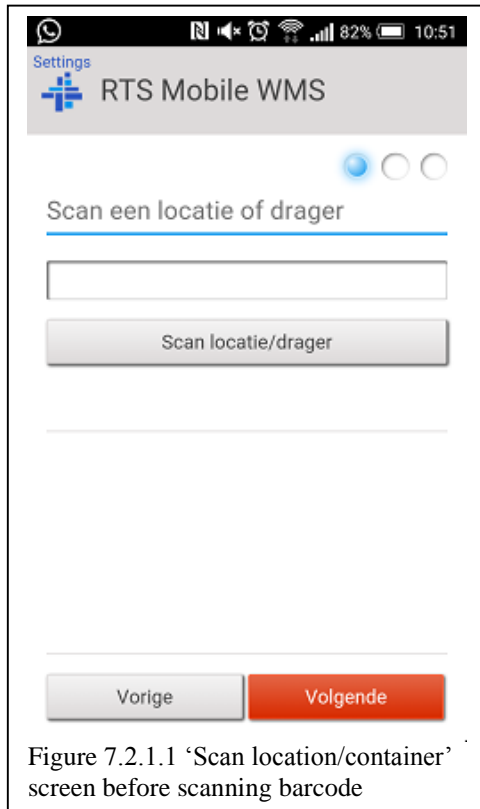 82% 10:51
Settings
RTS Mobile WMS
Scan een locatie of drager
Scan locatie/drager
Vorige Volgende
Figure 7.2.1.1 ‘Scan location/container’
screen before scanning barcode